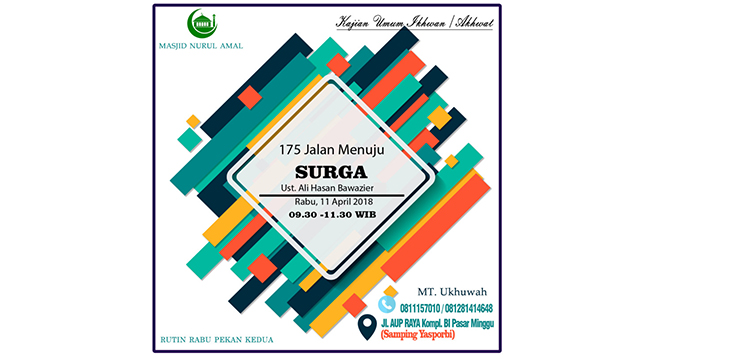 MASJID NURUL AMAL
Kajian Umum Ikhwan / Akhwat
175 Jalan Menuju
SURGA
Ust. Ali Hasan Bawazier
Rabu, 11 April 2018
09.30 -11.30 WIB
MT. Ukhuwah
0811157010 / 081281414648
JL AUP RAYA Kompl. BI Pasar Minggu
(Samping Yasporbi)
RUTIN RABU PEKAN KEDUA